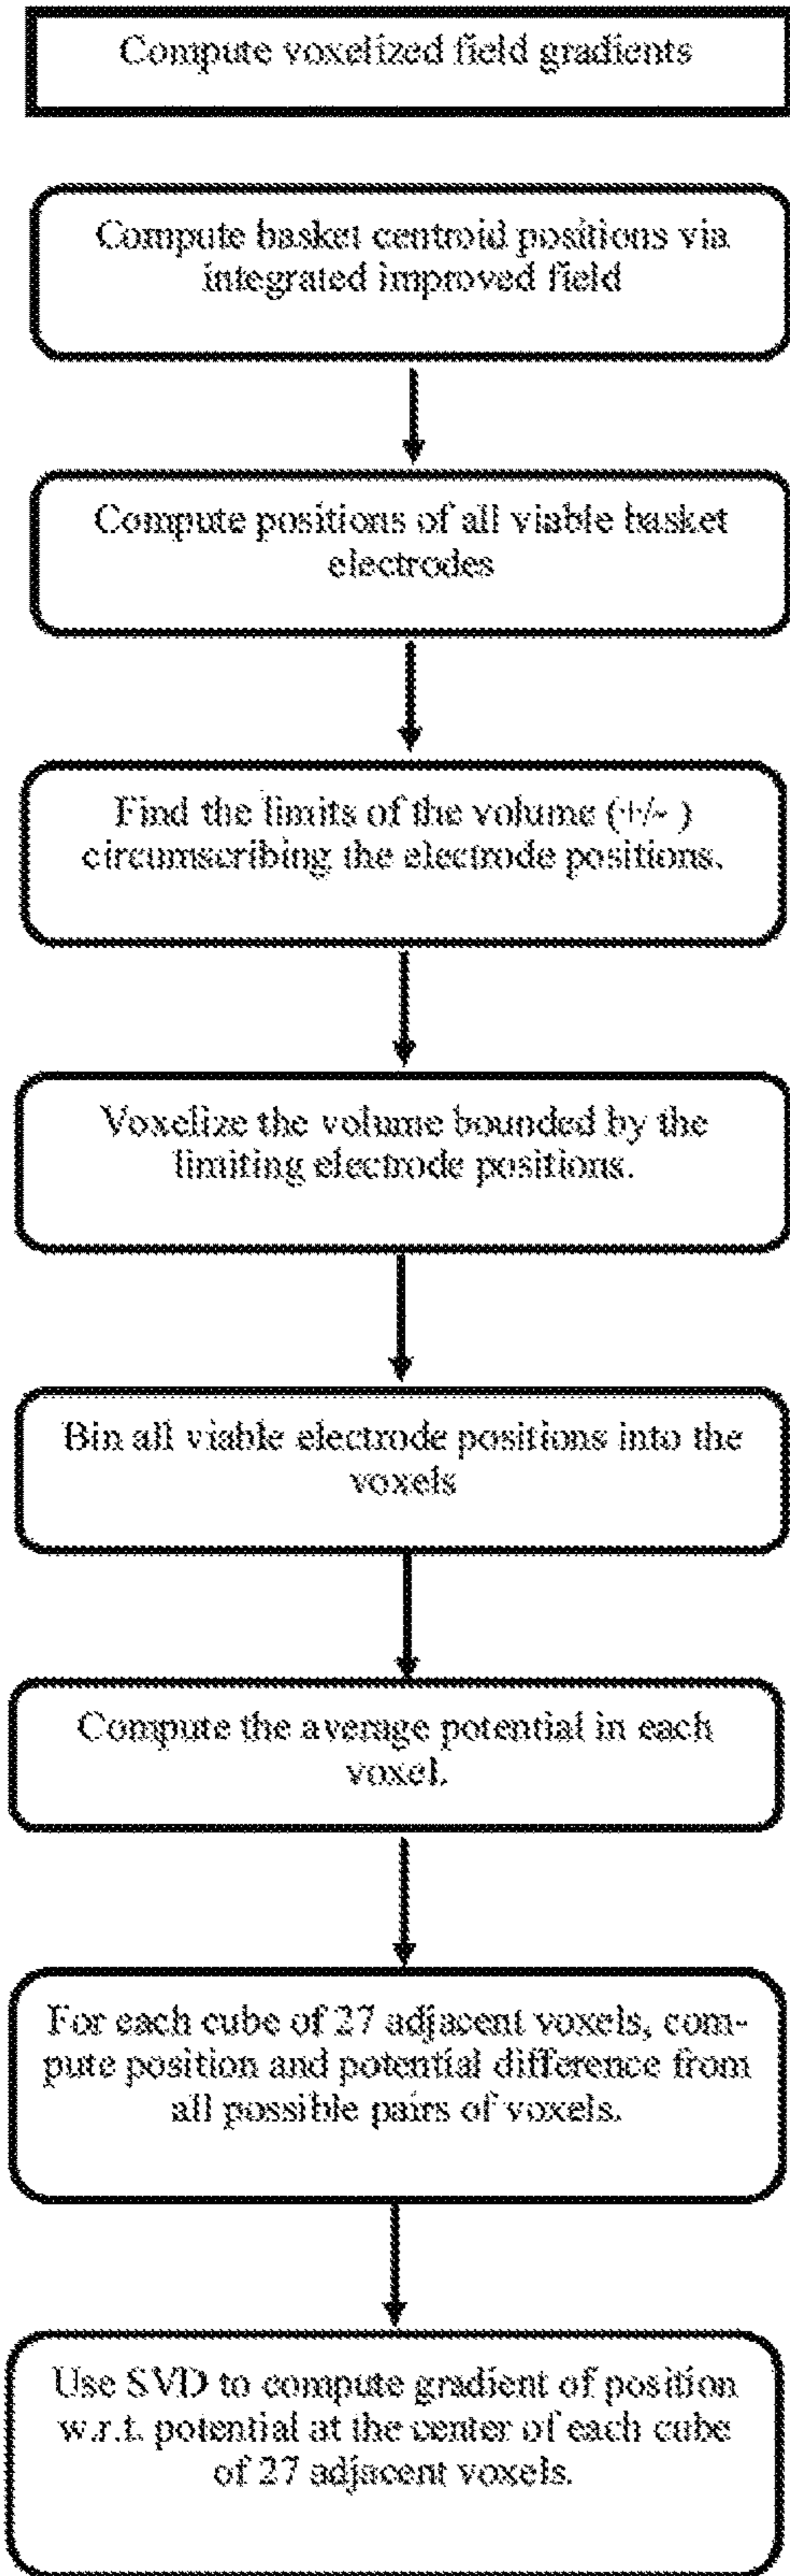 Compute voxelized field gradients
Compute basket centroid positions via
integrated improved field
Compute positions of all viable basket
electrodes
Find the limits of the volume (+/- )
circumscribing the electrode positions.
Voxelize the volume bounded by the
limiting electrode positions.
Bin all viable electrode positions into the
voxels
Compute the average potential in each
voxel.
For each cube of 27 adjacent voxels, com-
pute position and potential difference from
all possible pairs of voxels.
Use SVD to compute gradient of position
w.r.t. potential at the center of each cube
of 27 adjacent voxels.